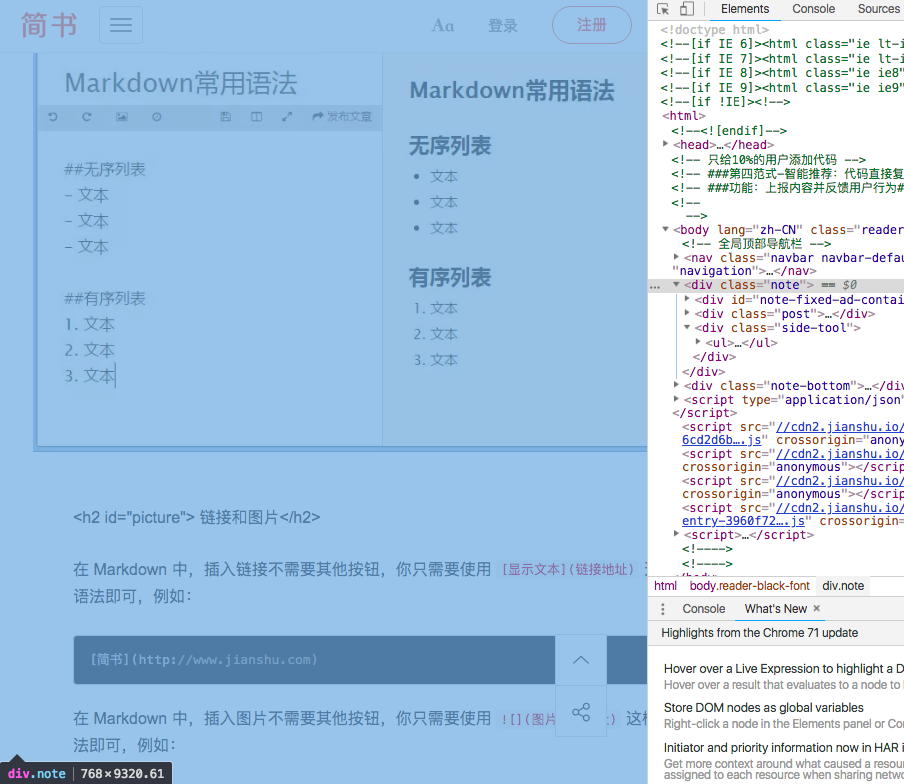 简书
Aa 登录 注册
Markdown常用语法
发布文章
##无序列表
- 文本
- 文本
- 文本
##有序列表
1. 文本
2. 文本
3. 文本
Markdown常用语法
无序列表
• 文本
• 文本
• 文本
有序列表
1. 文本
2. 文本
3. 文本
<h2 id="picture"> 链接和图片</h2>
在 Markdown 中，插入链接不需要其他按钮，你只需要使用 [显示文本](链接地址)
语法即可，例如：
[简书](http://www.jianshu.com)
在 Markdown 中，插入图片不需要其他按钮，你只需要使用 ![](图片 ) 这
法即可，例如：
div.note 768×9320.61
Elements Console Sources
<!doctype html>
<!--[if IE 6]><html class="ie lt-i
<!--[if IE 7]><html class="ie lt-i
<!--[if IE 8]><html class="ie ie8"
<!--[if IE 9]><html class="ie ie9"
<!--[if !IE]><!-->
<html>
<!--<![endif]-->
<head>…</head>
<!-- 只给10%的用户添加代码 -->
<!-- ###第四范式-智能推荐：代码直接复
<!-- ###功能：上报内容并反馈用户行为#
<!--
-->
<body lang="zh-CN" class="reader
<!-- 全局顶部导航栏 -->
<nav class="navbar navbar-defau
"navigation">…</nav>
… <div class="note"> == $0
<div id="note-fixed-ad-contai
<div class="post">…</div>
<div class="side-tool">
<ul>…</ul>
</div>
</div>
<div class="note-bottom">…</div
<script type="application/json"
</script>
<script src="//cdn2.jianshu.io/
6cd2d6b….js" crossorigin="anony
<script src="//cdn2.jianshu.io/
crossorigin="anonymous"></scrip
<script src="//cdn2.jianshu.io/
crossorigin="anonymous"></scrip
<script src="//cdn2.jianshu.io/
entry-3960f72….js" crossorigin=
<script>…</script>
<!---->
<!---->
html body.reader-black-font div.note
Console What's New ×
Highlights from the Chrome 71 update
Hover over a Live Expression to highlight a D
Hover over a result that evaluates to a node to
Store DOM nodes as global variables
Right-click a node in the Elements panel or Con
Initiator and priority information now in HAR i
Get more context around what caused a resour
assigned to each resource when sharing netwo